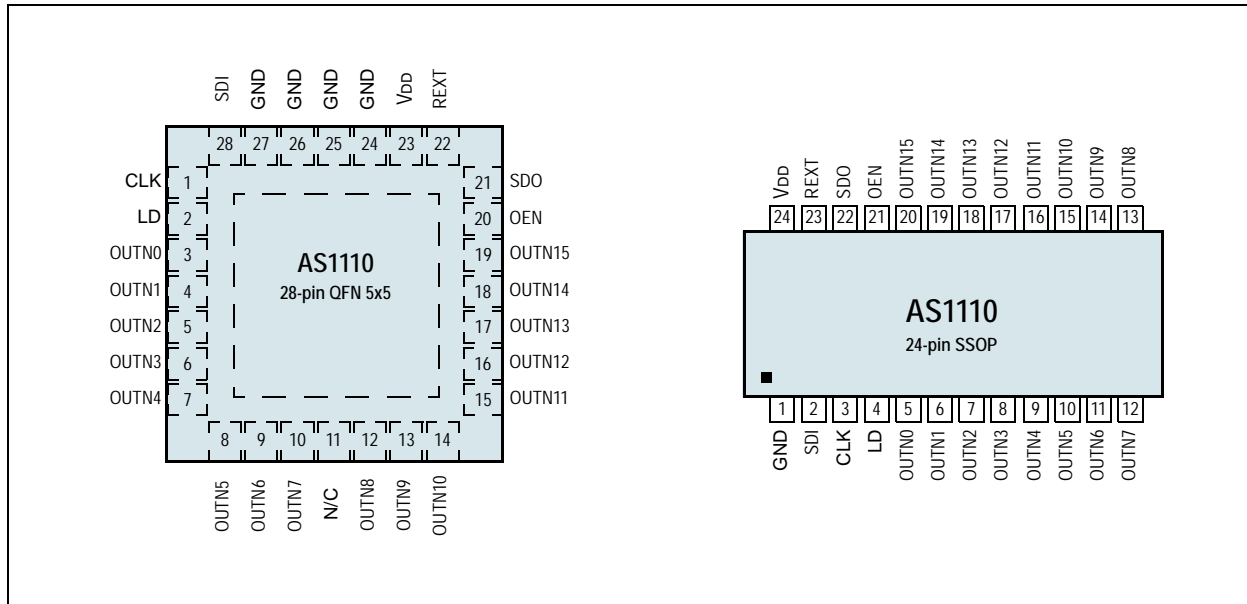 SDI GND GND GND GND VDD REXT
28 27 26 25 24 23 22
CLK 1
LD 2
OUTN0 3
OUTN1 4
OUTN2 5
OUTN3 6
OUTN4 7
AS1110
28-pin QFN 5x5
21 SDO
20 OEN
19 OUTN15
18 OUTN14
17 OUTN13
16 OUTN12
15 OUTN11
8 9 10 11 12 13 14
OUTN5 OUTN6 OUTN7 N/C OUTN8 OUTN9 OUTN10
VDD REXT SDO OEN OUTN15 OUTN14 OUTN13 OUTN12 OUTN11 OUTN10 OUTN9 OUTN8
24 23 22 21 20 19 18 17 16 15 14 13
AS1110
24-pin SSOP
1 2 3 4 5 6 7 8 9 10 11 12
GND SDI CLK LD OUTN0 OUTN1 OUTN2 OUTN3 OUTN4 OUTN5 OUTN6 OUTN7